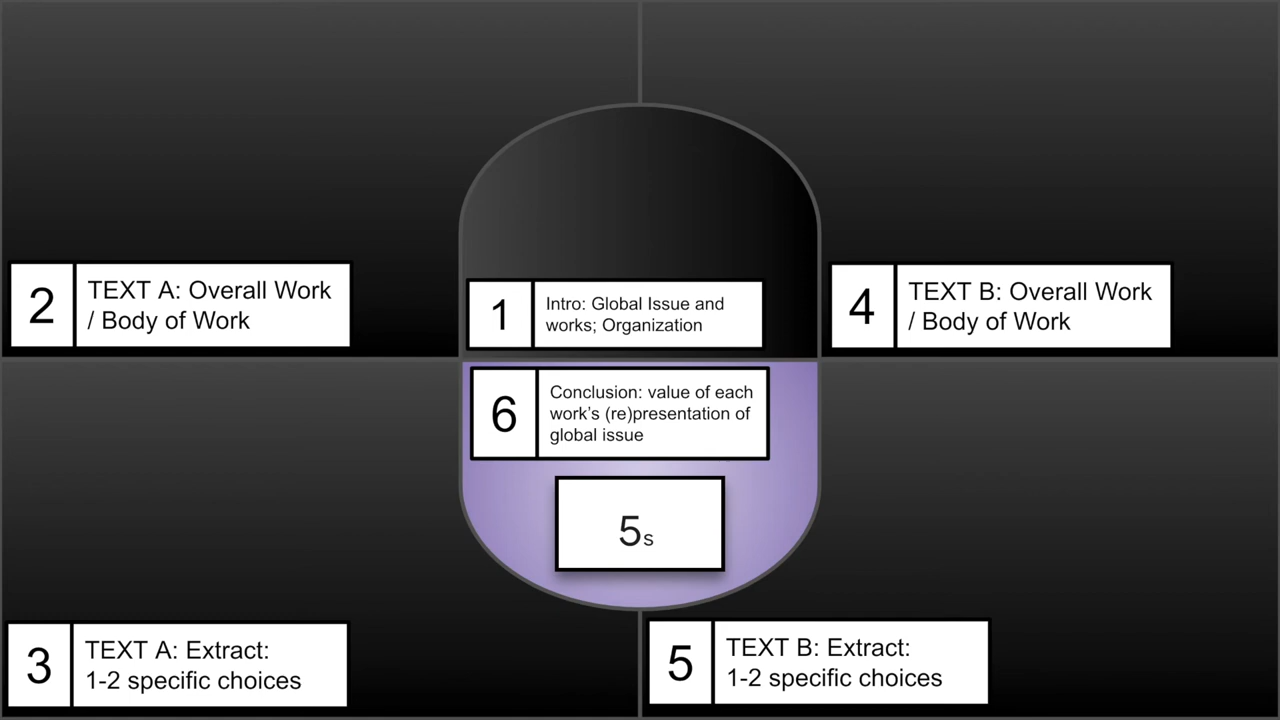 2
TEXT A: Overall Work
/ Body of Work
1
Intro: Global Issue and
works; Organization
4
TEXT B: Overall Work
/ Body of Work
6
Conclusion: value of each
work's (re)presentation of
global issue
5s
3
TEXT A: Extract:
1-2 specific choices
5
TEXT B: Extract:
1-2 specific choices